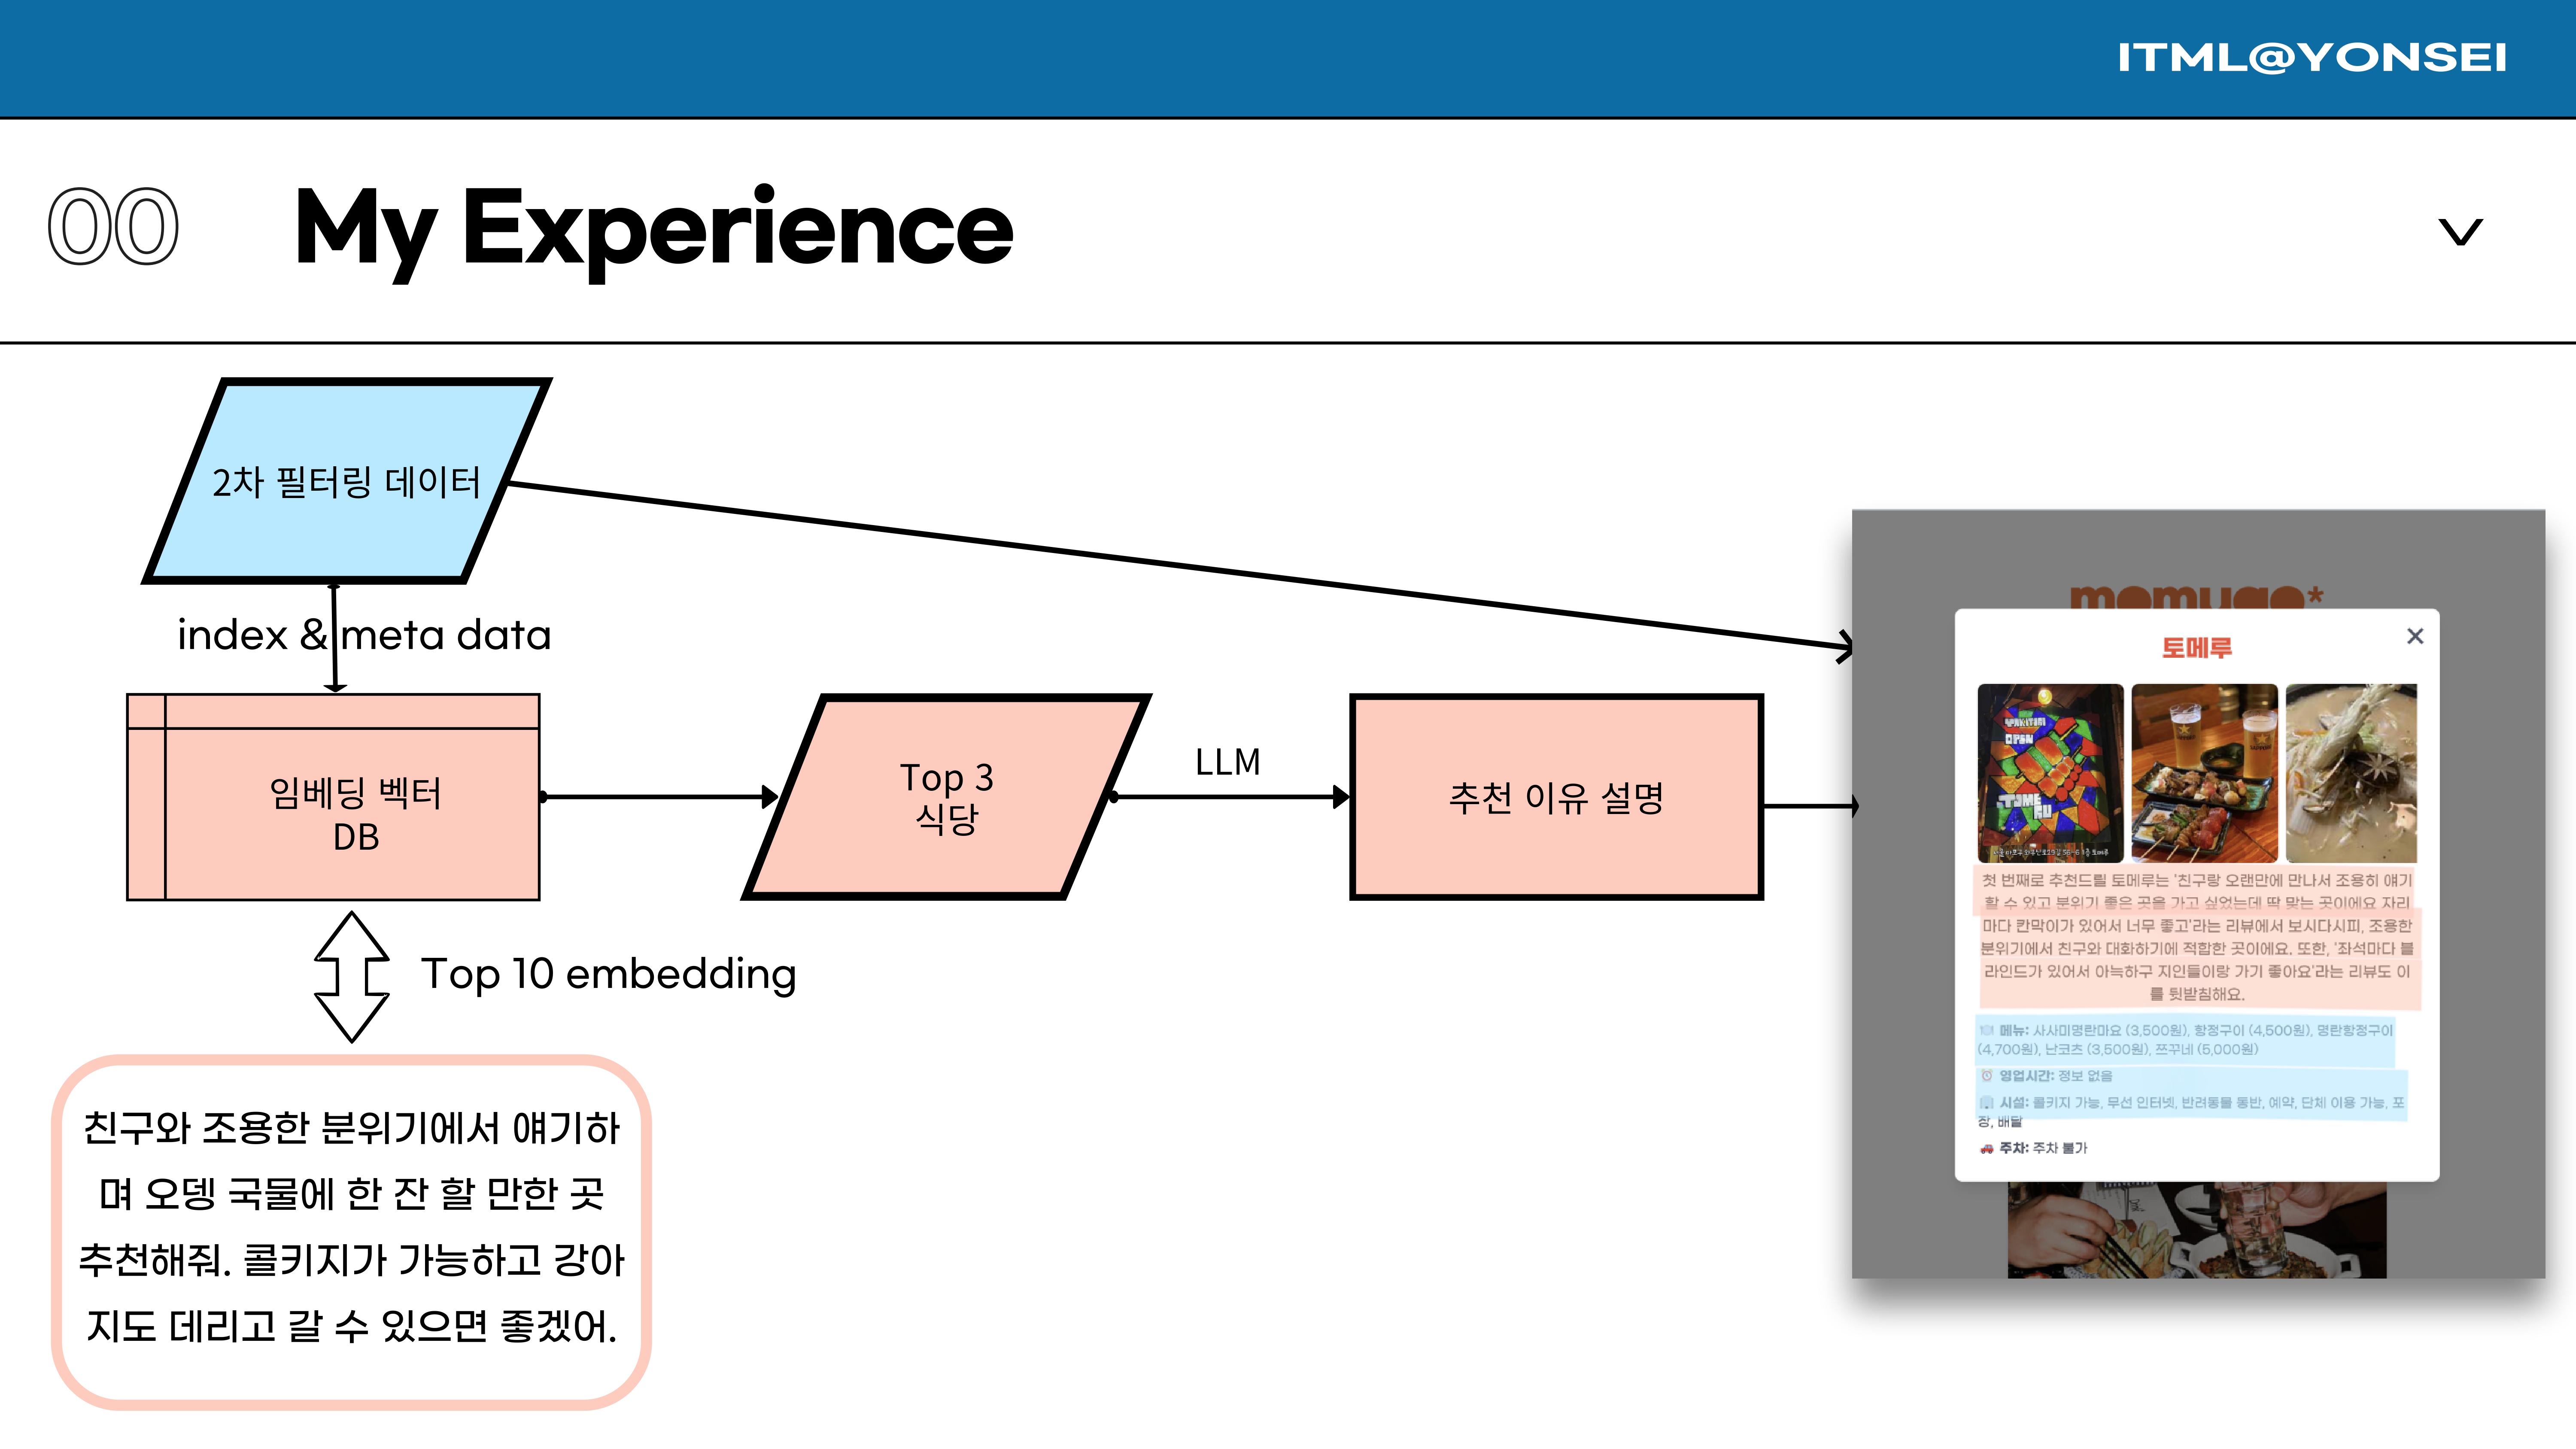 ITML@YONSEI
00
My Experience
2차 필터링 데이터
index & meta data
임베딩 벡터
DB
Top 3
식당
LLM
추천 이유 설명
Top 10 embedding
친구와 조용한 분위기에서 얘기하
며 오뎅 국물에 한 잔 할 만한 곳
추천해줘. 콜키지가 가능하고 강아
지도 데리고 갈 수 있으면 좋겠어.
momugo*
토메루
YAKITORI
OPEN
첫 번째로 추천드릴 토메루는 '친구랑 오랜만에 만나서 조용히 얘기
할 수 있고 분위기 좋은 곳을 가고 싶었는데 딱 맞는 곳이에요 자리
마다 칸막이가 있어서 너무 좋고'라는 리뷰에서 보시다시피, 조용한
분위기에서 친구와 대화하기에 적합한 곳이에요. 또한, '좌석마다 블
라인드가 있어서 아늑하구 지인들이랑 가기 좋아요'라는 리뷰도 이
를 뒷받침해요.
메뉴: 사사미명란마요 (3,500원), 항정구이 (4,500원), 명란항정구이
(4,700원), 난코츠 (3,500원), 쯔꾸네 (5,000원)
영업시간: 정보 없음
시설: 콜키지 가능, 무선 인터넷, 반려동물 동반, 예약, 단체 이용 가능, 포
장, 배달
주차: 주차 불가